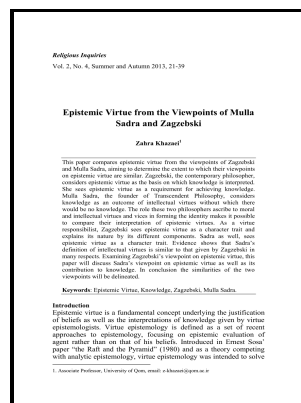 Religious Inquiries
Vol. 2, No. 4, Summer and Autumn 2013, 21-39
Epistemic Virtue from the Viewpoints of Mulla
Sadra and Zagzebski
Zahra Khazaei1
This paper compares epistemic virtue from the viewpoints of Zagzebski
and Mulla Sadra, aiming to determine the extent to which their viewpoints
on epistemic virtue are similar. Zagzebski, the contemporary philosopher,
considers epistemic virtue as the basis on which knowledge is interpreted.
She sees epistemic virtue as a requirement for achieving knowledge.
Mulla Sadra, the founder of Transcendent Philosophy, considers
knowledge as an outcome of intellectual virtues without which there
would be no knowledge. The role these two philosophers ascribe to moral
and intellectual virtues and vices in forming the identity makes it possible
to compare their interpretation of epistemic virtues. As a virtue
responsibilist, Zagzebski sees epistemic virtue as a character trait and
explains its nature by its different components. Sadra as well, sees
epistemic virtue as a character trait. Evidence shows that Sadra's
definition of intellectual virtues is similar to that given by Zagzebski in
many respects. Examining Zagzebski's viewpoint on epistemic virtue, this
paper will discuss Sadra's viewpoint on epistemic virtue as well as its
contribution to knowledge. In conclusion the similarities of the two
viewpoints will be delineated.
Keywords: Epistemic Virtue, Knowledge, Zagzebski, Mulla Sadra.
Introduction
Epistemic virtue is a fundamental concept underlying the justification
of beliefs as well as the interpretations of knowledge given by virtue
epistemologists. Virtue epistemology is defined as a set of recent
approaches to epistemology, focusing on epistemic evaluation of
agent rather than on that of his beliefs. Introduced in Ernest Sosa'
paper "the Raft and the Pyramid" (1980) and as a theory competing
with analytic epistemology, virtue epistemology was intended to solve
1. Associate Professor, University of Qom, email: z-khazaei@qom.ac.ir